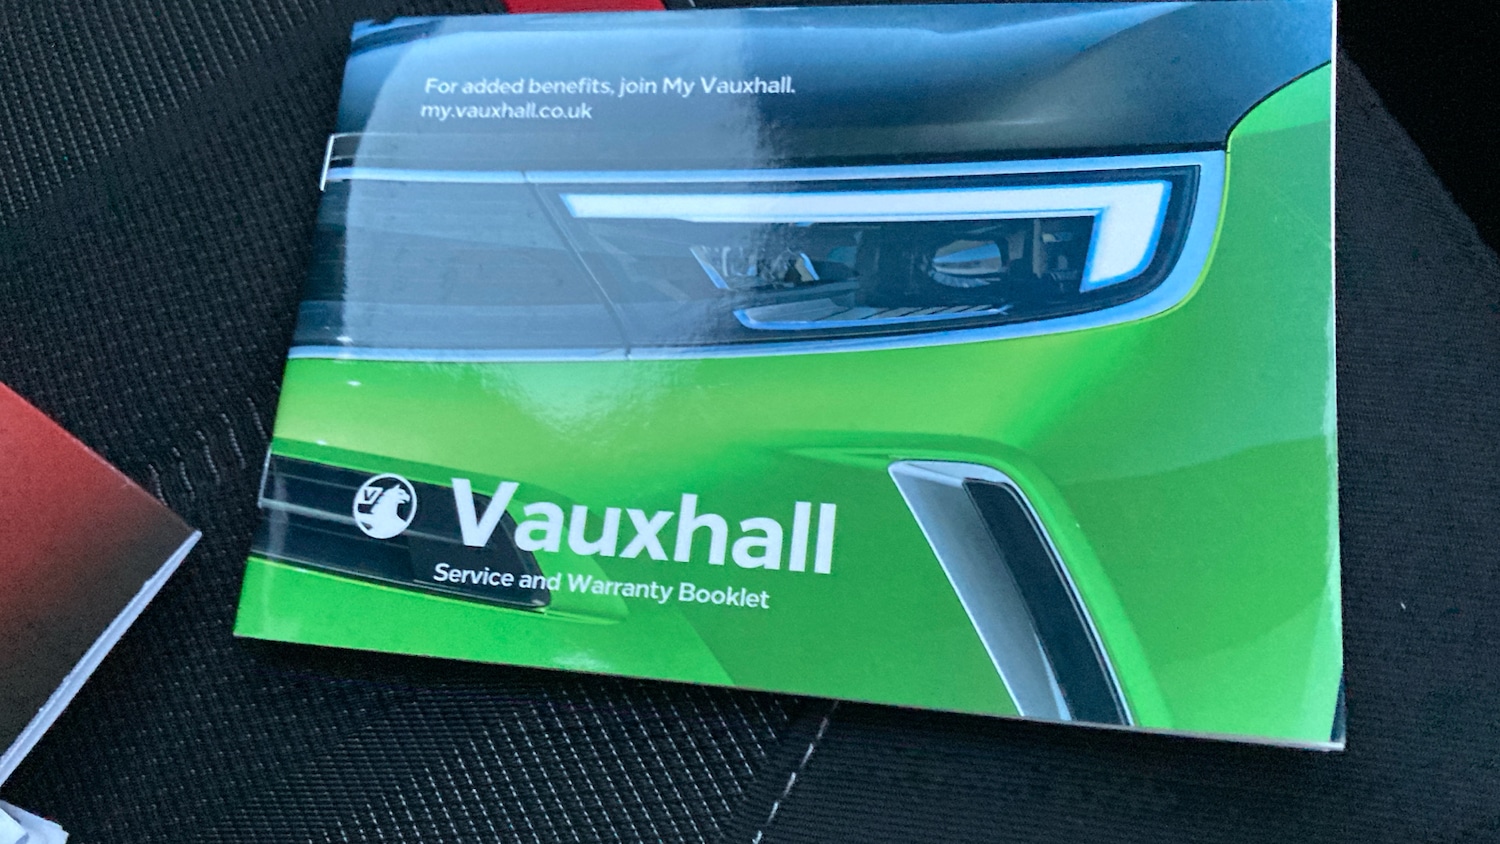 For added benefits, join My Vauxhall.
my.vauxhall.co.uk
Vauxhall
Service and Warranty Booklet